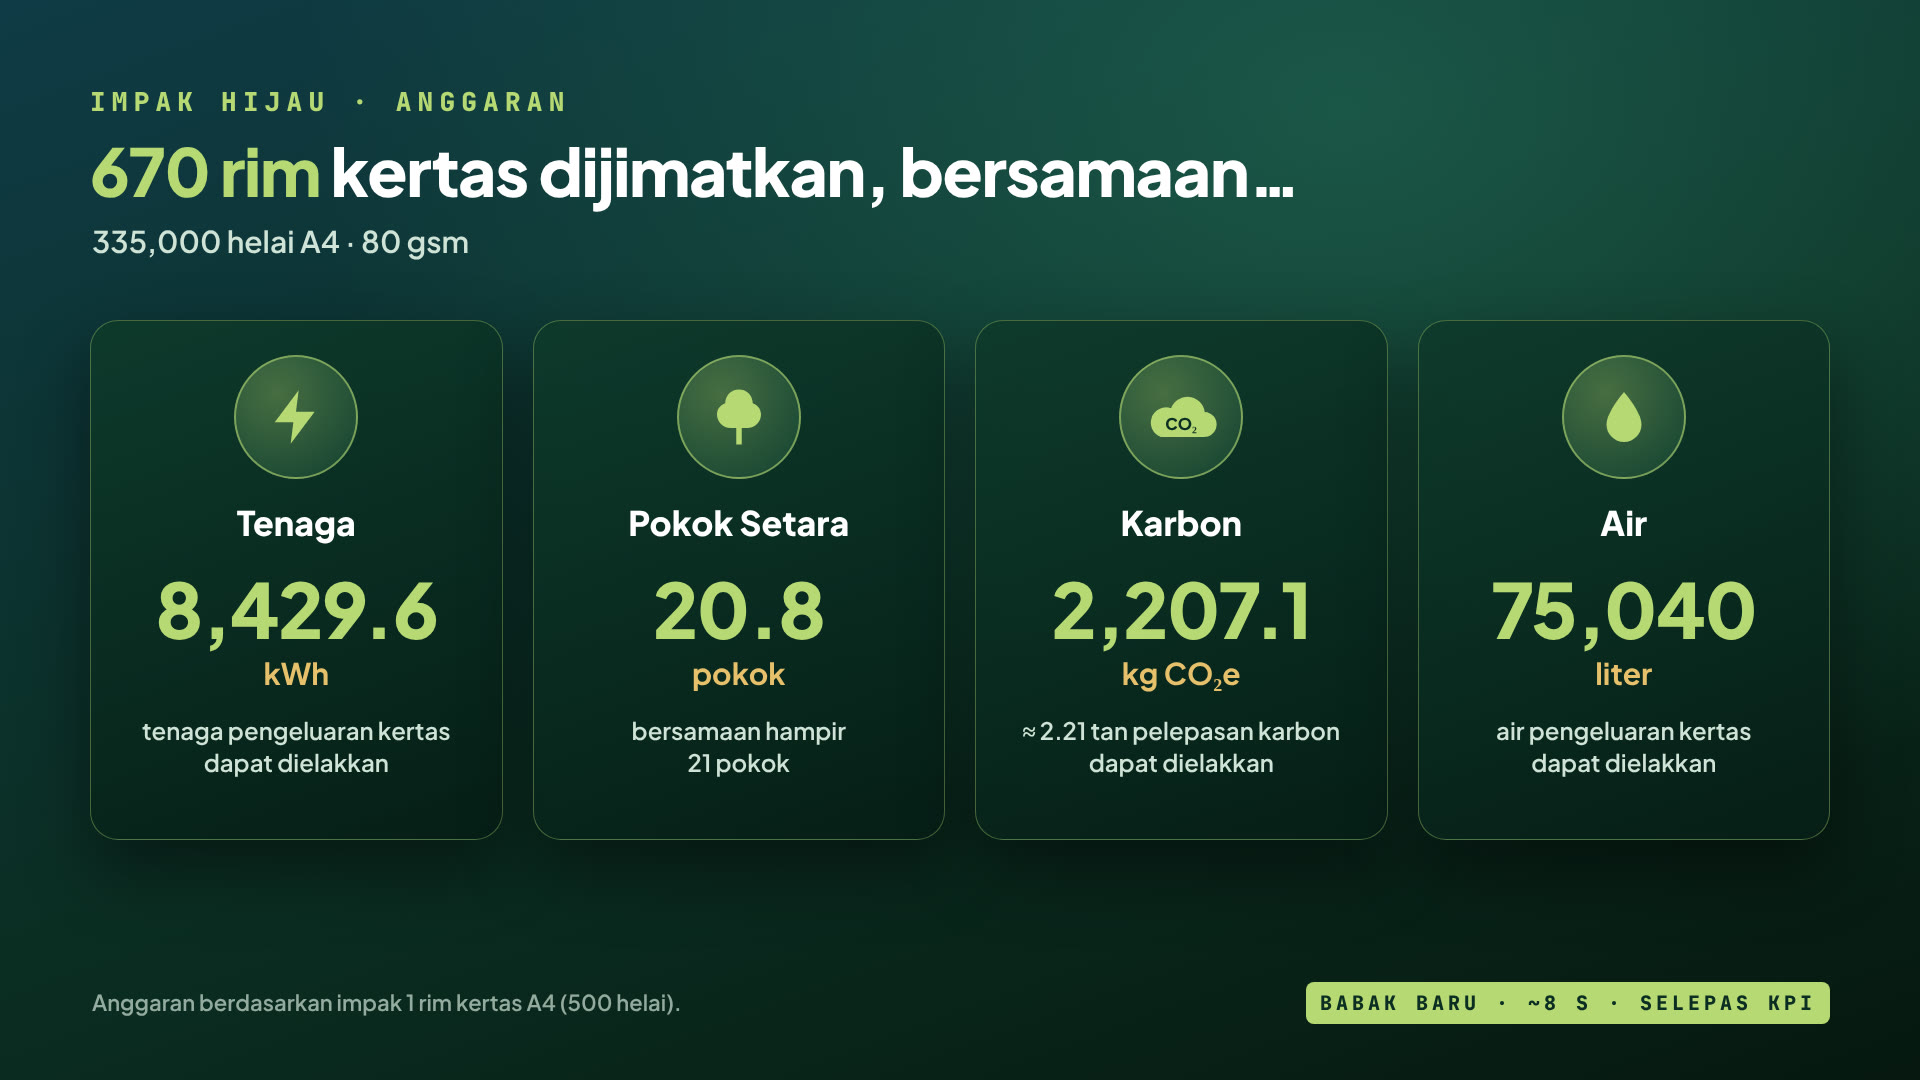 IMPAK HIJAU · ANGGARAN
670 rim kertas dijimatkan, bersamaan…
335,000 helai A4 · 80 gsm
Tenaga
8,429.6
kWh
tenaga pengeluaran kertas
dapat dielakkan
Pokok Setara
20.8
pokok
bersamaan hampir
21 pokok
CO₂
Karbon
2,207.1
kg CO₂e
≈ 2.21 tan pelepasan karbon
dapat dielakkan
Air
75,040
liter
air pengeluaran kertas
dapat dielakkan
Anggaran berdasarkan impak 1 rim kertas A4 (500 helai).
BABAK BARU · ~8 S · SELEPAS KPI